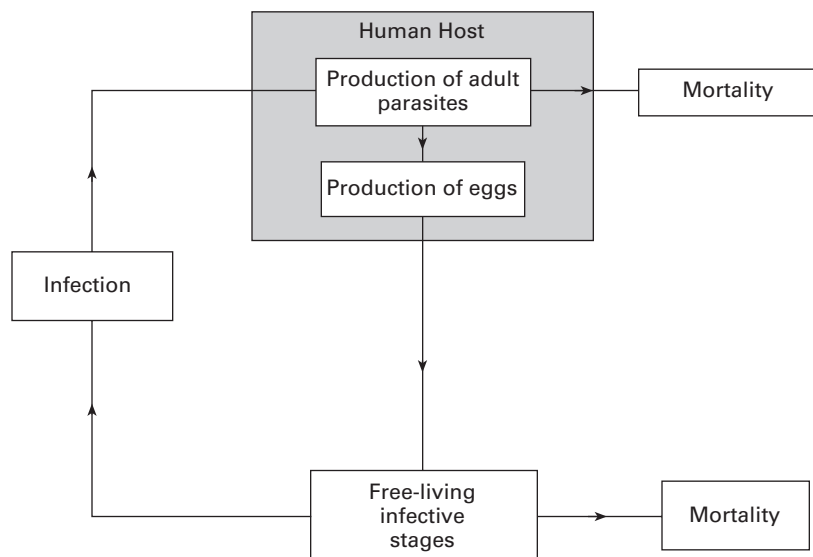 Human Host
Production of adult
parasites
Mortality
Production of eggs
Infection
Free-living
infective
stages
Mortality